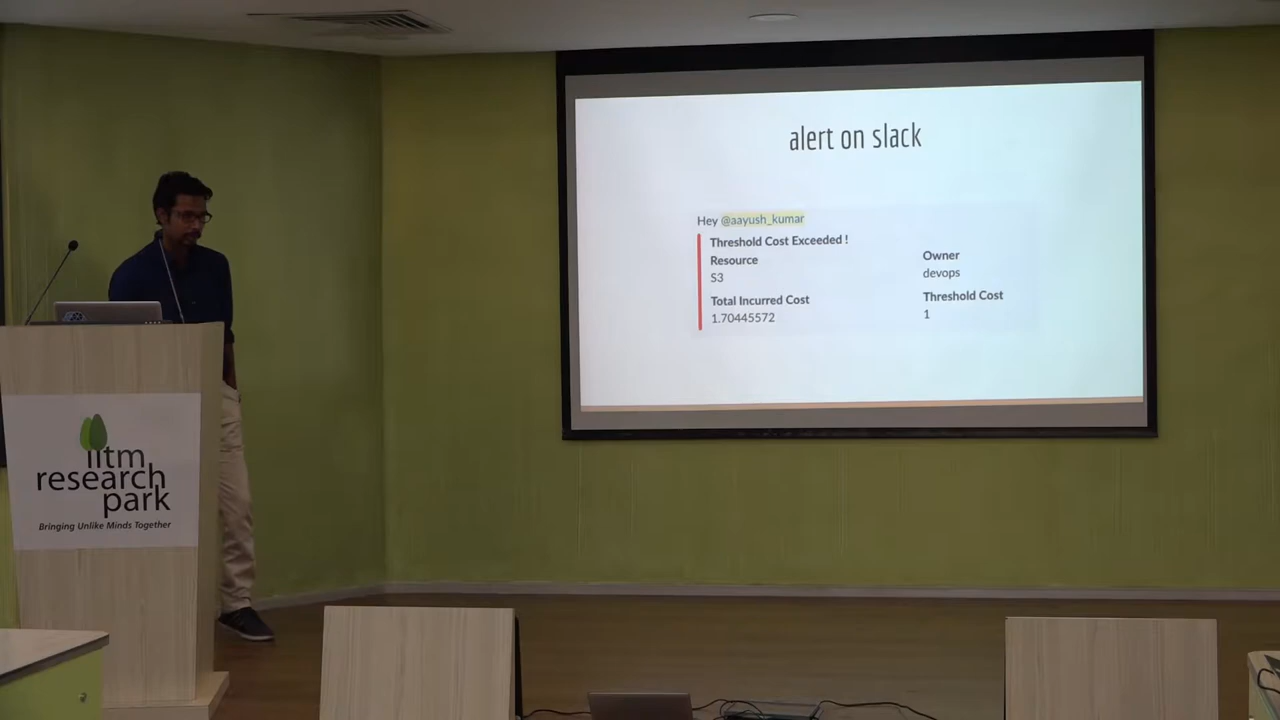 alert on slack
Hey @aayush_kumar
Threshold Cost Exceeded !
Resource
S3
Owner
devops
Total Incurred Cost
1.70445572
Threshold Cost
1
iitm
research
park
Bringing Unlike Minds Together